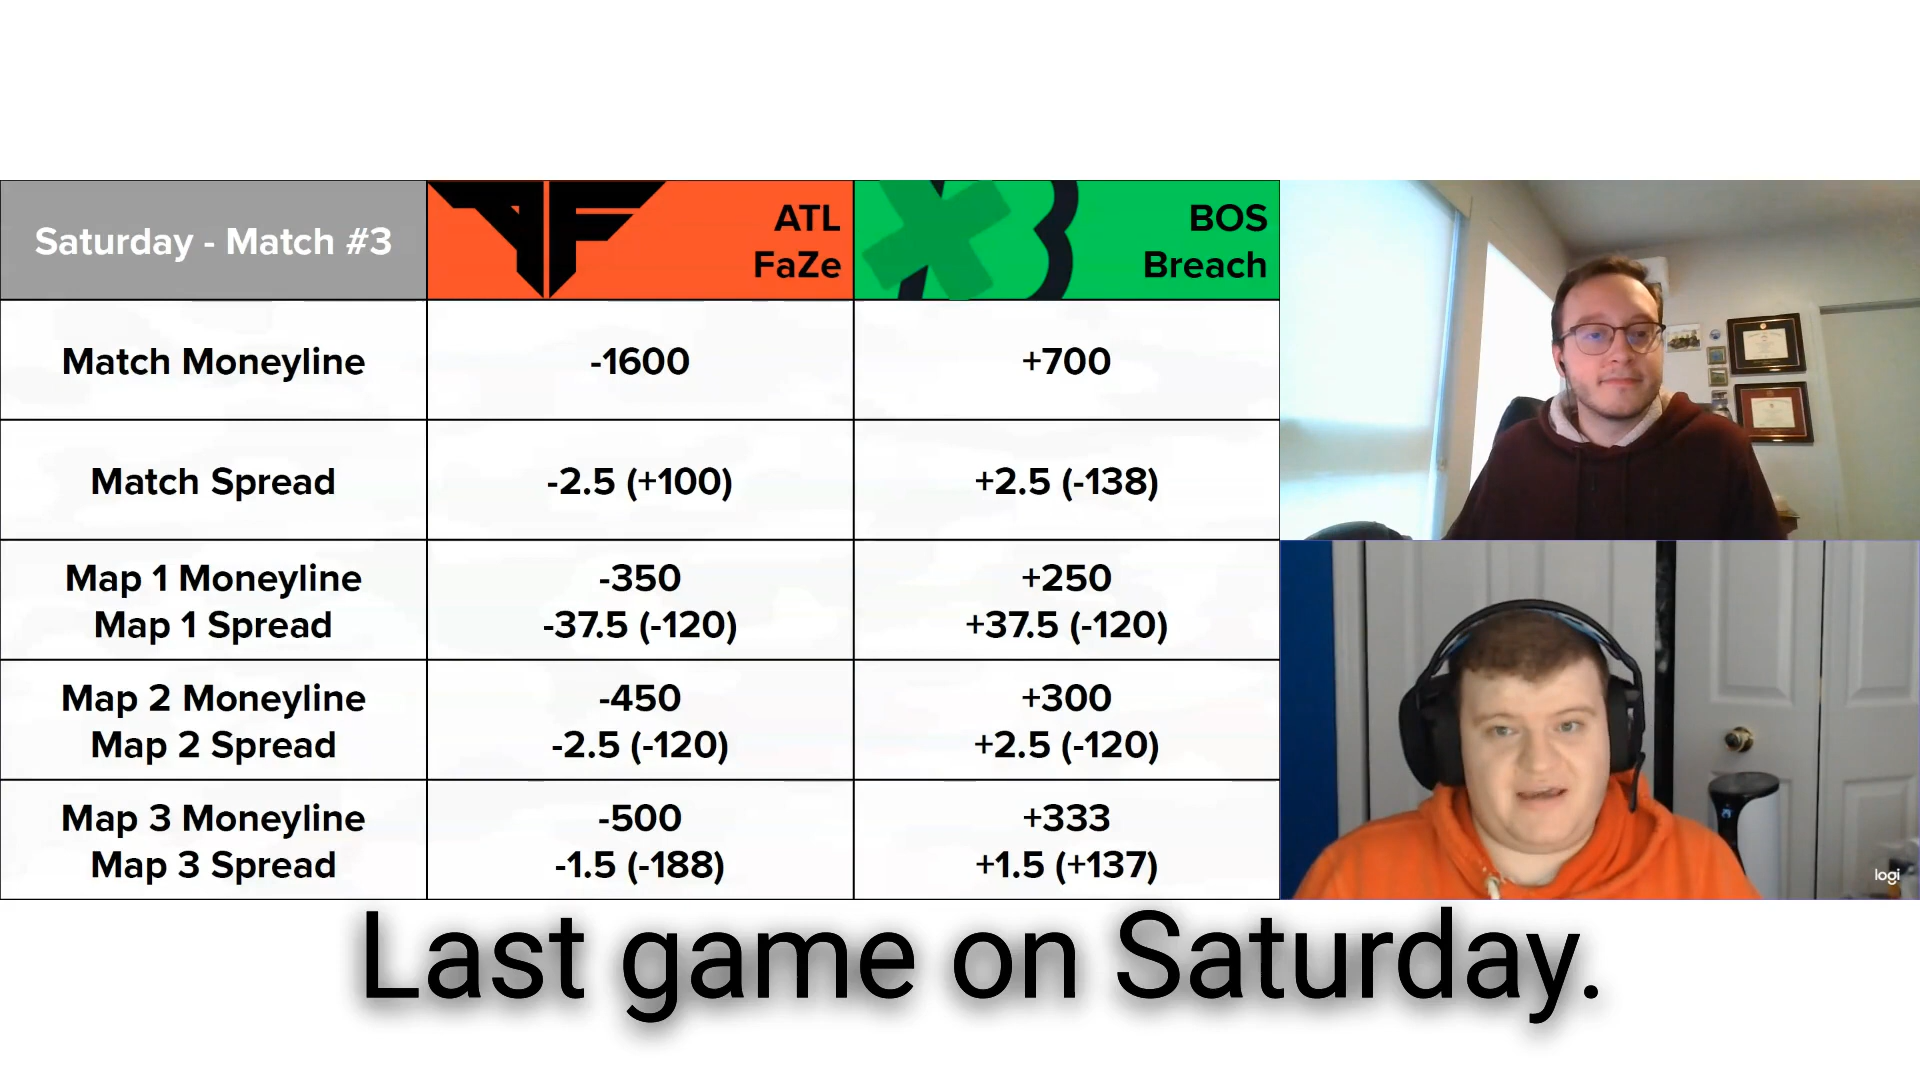 Saturday - Match #3
ATL
FaZe
BOS
Breach
Match Moneyline
-1600
+700
Match Spread
-2.5 (+100)
+2.5 (-138)
Map 1 Moneyline
Map 1 Spread
-350
-37.5 (-120)
+250
+37.5 (-120)
Map 2 Moneyline
Map 2 Spread
-450
-2.5 (-120)
+300
+2.5 (-120)
Map 3 Moneyline
Map 3 Spread
-500
-1.5 (-188)
+333
+1.5 (+137)
logi
Last game on Saturday.